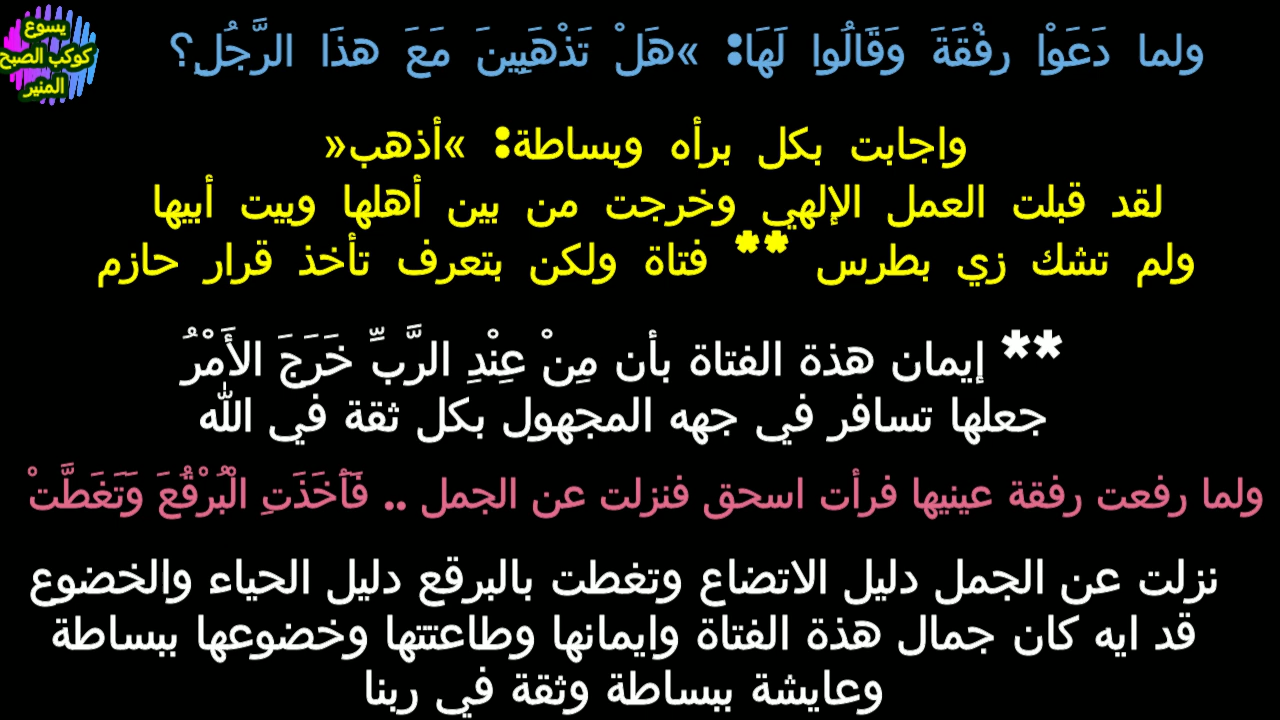 يسوع
كوكب الصبح
المنير
ولما دَعَوْا رِفْقَةَ وَقَالُوا لَهَا: »هَلْ تَذْهَبِينَ مَعَ هذَا الرَّجُلِ؟
واجابت بكل برأه وبساطة: »أذهب«
لقد قبلت العمل الإلهي وخرجت من بين أهلها وبيت أبيها
ولم تشك زي بطرس ** فتاة ولكن بتعرف تأخذ قرار حازم
** إيمان هذة الفتاة بأن مِنْ عِنْدِ الرَّبِّ خَرَجَ الأَمْرُ
جعلها تسافر في جهه المجهول بكل ثقة في الله
ولما رفعت رفقة عينيها فرأت اسحق فنزلت عن الجمل .. فَأَخَذَتِ الْبُرْقُعَ وَتَغَطَّتْ
نزلت عن الجمل دليل الاتضاع وتغطت بالبرقع دليل الحياء والخضوع
قد ايه كان جمال هذة الفتاة وايمانها وطاعتتها وخضوعها ببساطة
وعايشة ببساطة وثقة في ربنا